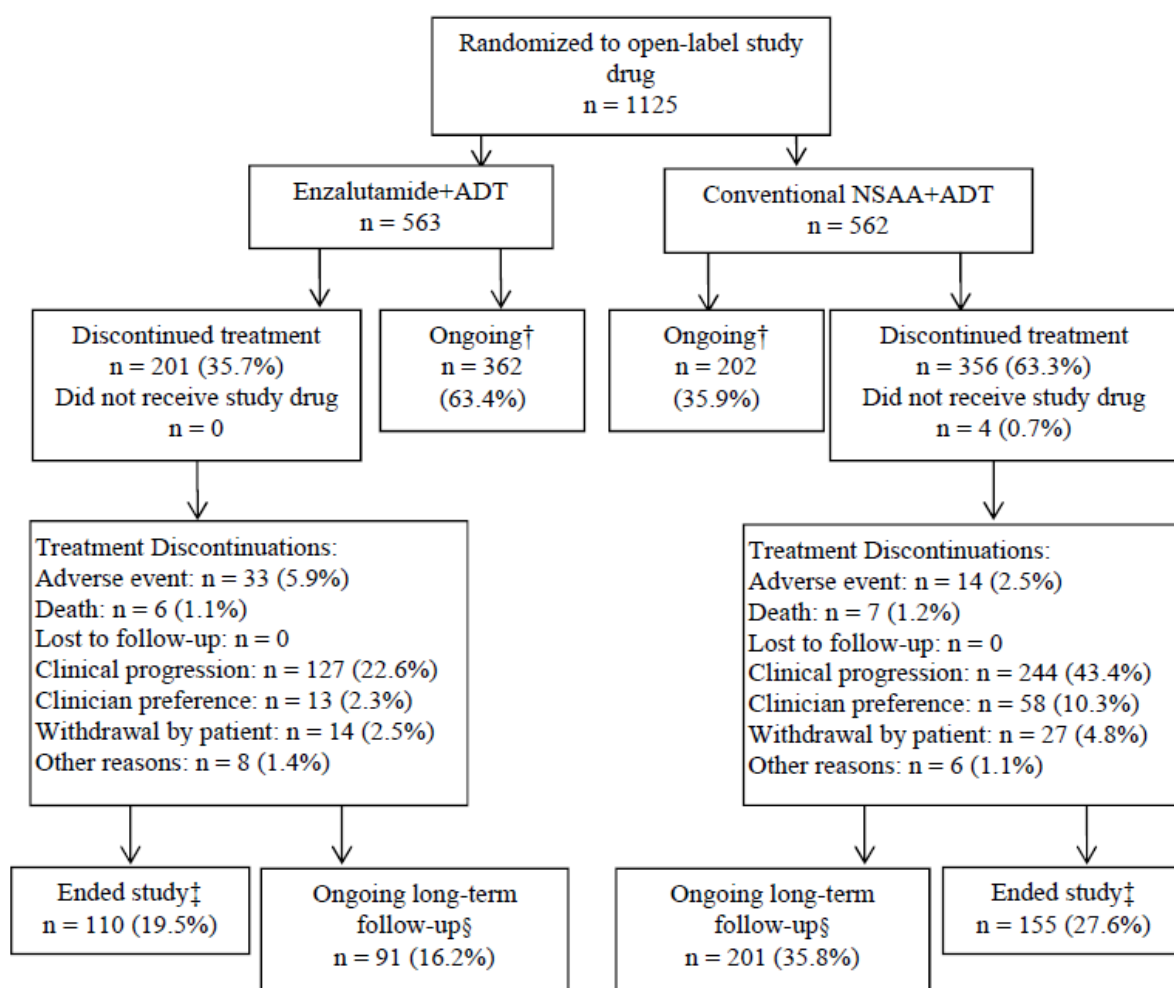 Randomized to open-label study
drug
n = 1125
Enzalutamide+ADT
n = 563
Conventional NSAA+ADT
n = 562
Discontinued treatment
n = 201 (35.7%)
Did not receive study drug
n = 0
Ongoing†
n = 362
(63.4%)
Ongoing†
n = 202
(35.9%)
Discontinued treatment
n = 356 (63.3%)
Did not receive study drug
n = 4 (0.7%)
Treatment Discontinuations:
Adverse event: n = 33 (5.9%)
Death: n = 6 (1.1%)
Lost to follow-up: n = 0
Clinical progression: n = 127 (22.6%)
Clinician preference: n = 13 (2.3%)
Withdrawal by patient: n = 14 (2.5%)
Other reasons: n = 8 (1.4%)
Treatment Discontinuations:
Adverse event: n = 14 (2.5%)
Death: n = 7 (1.2%)
Lost to follow-up: n = 0
Clinical progression: n = 244 (43.4%)
Clinician preference: n = 58 (10.3%)
Withdrawal by patient: n = 27 (4.8%)
Other reasons: n = 6 (1.1%)
Ended study‡
n = 110 (19.5%)
Ongoing long-term
follow-up§
n = 91 (16.2%)
Ongoing long-term
follow-up§
n = 201 (35.8%)
Ended study‡
n = 155 (27.6%)